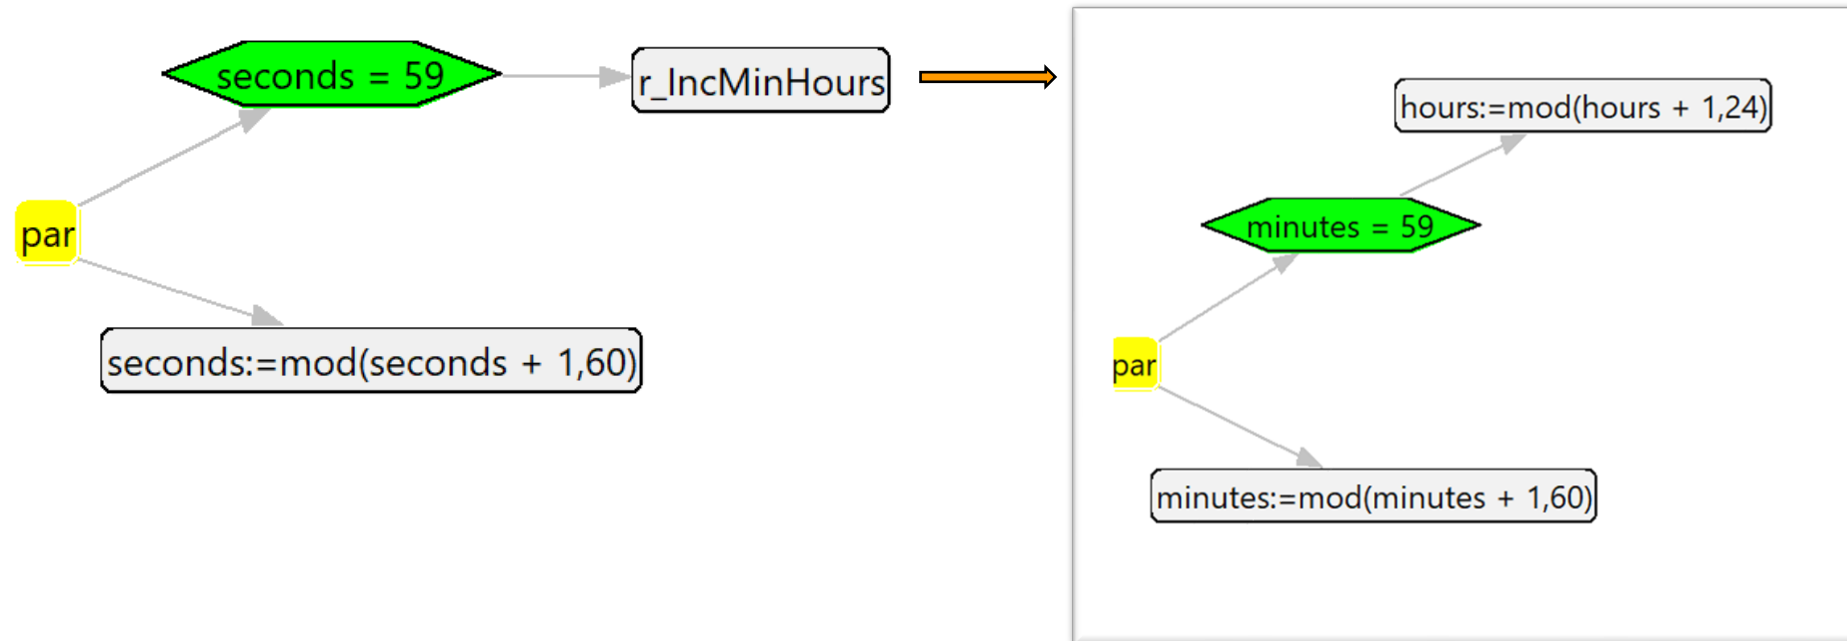 seconds = 59
r_IncMinHours
par
seconds:=mod(seconds + 1,60)
hours:=mod(hours + 1,24)
minutes = 59
par
minutes:=mod(minutes + 1,60)